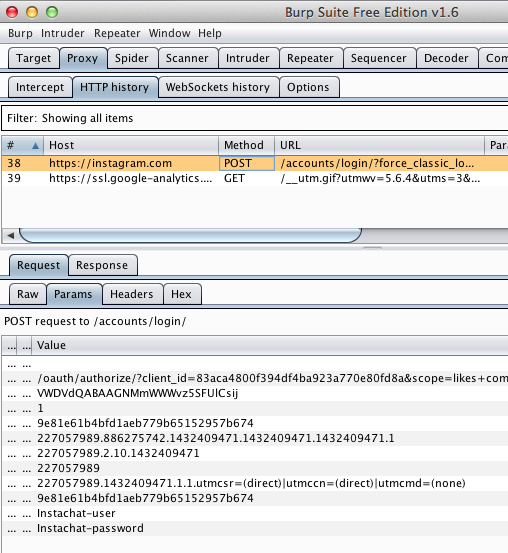 Burp Suite Free Edition v1.6
Burp Intruder Repeater Window Help
Target Proxy Spider Scanner Intruder Repeater Sequencer Decoder Com
Intercept HTTP history WebSockets history Options
Filter: Showing all items
# Host Method URL Para
38 https://instagram.com POST /accounts/login/?force_classic_lo...
39 https://ssl.google-analytics.... GET /__utm.gif?utmwv=5.6.4&utms=3&...
Request Response
Raw Params Headers Hex
POST request to /accounts/login/
... ... Value
... ...
... ... /oauth/authorize/?client_id=83aca4800f394df4ba923a770e80fd8a&scope=likes+com
... ... VWDVdQABAAGNMmWWWvz5SFUlCsij
... ... 1
... ... 9e81e61b4bfd1aeb779b65152957b674
... ... 227057989.886275742.1432409471.1432409471.1432409471.1
... ... 227057989.2.10.1432409471
... ... 227057989
... ... 227057989.1432409471.1.1.utmcsr=(direct)|utmccn=(direct)|utmcmd=(none)
... ... 9e81e61b4bfd1aeb779b65152957b674
... ... Instachat-user
... ... Instachat-password